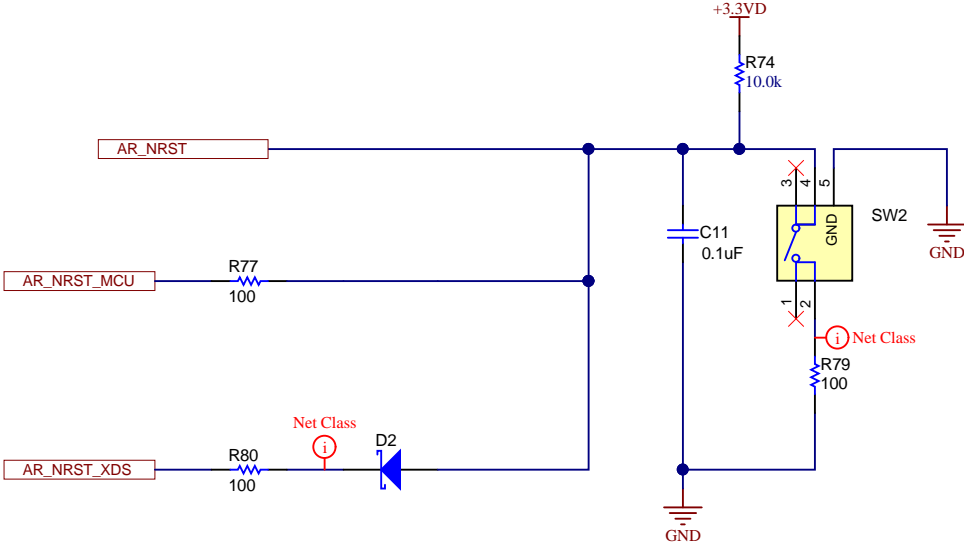 +3.3VD
R74
10.0k
AR_NRST
3
4
5
GND
SW2
C11
0.1uF
GND
R77
AR_NRST_MCU
100
1
2
i
Net Class
R79
100
Net Class
i
D2
R80
AR_NRST_XDS
100
GND